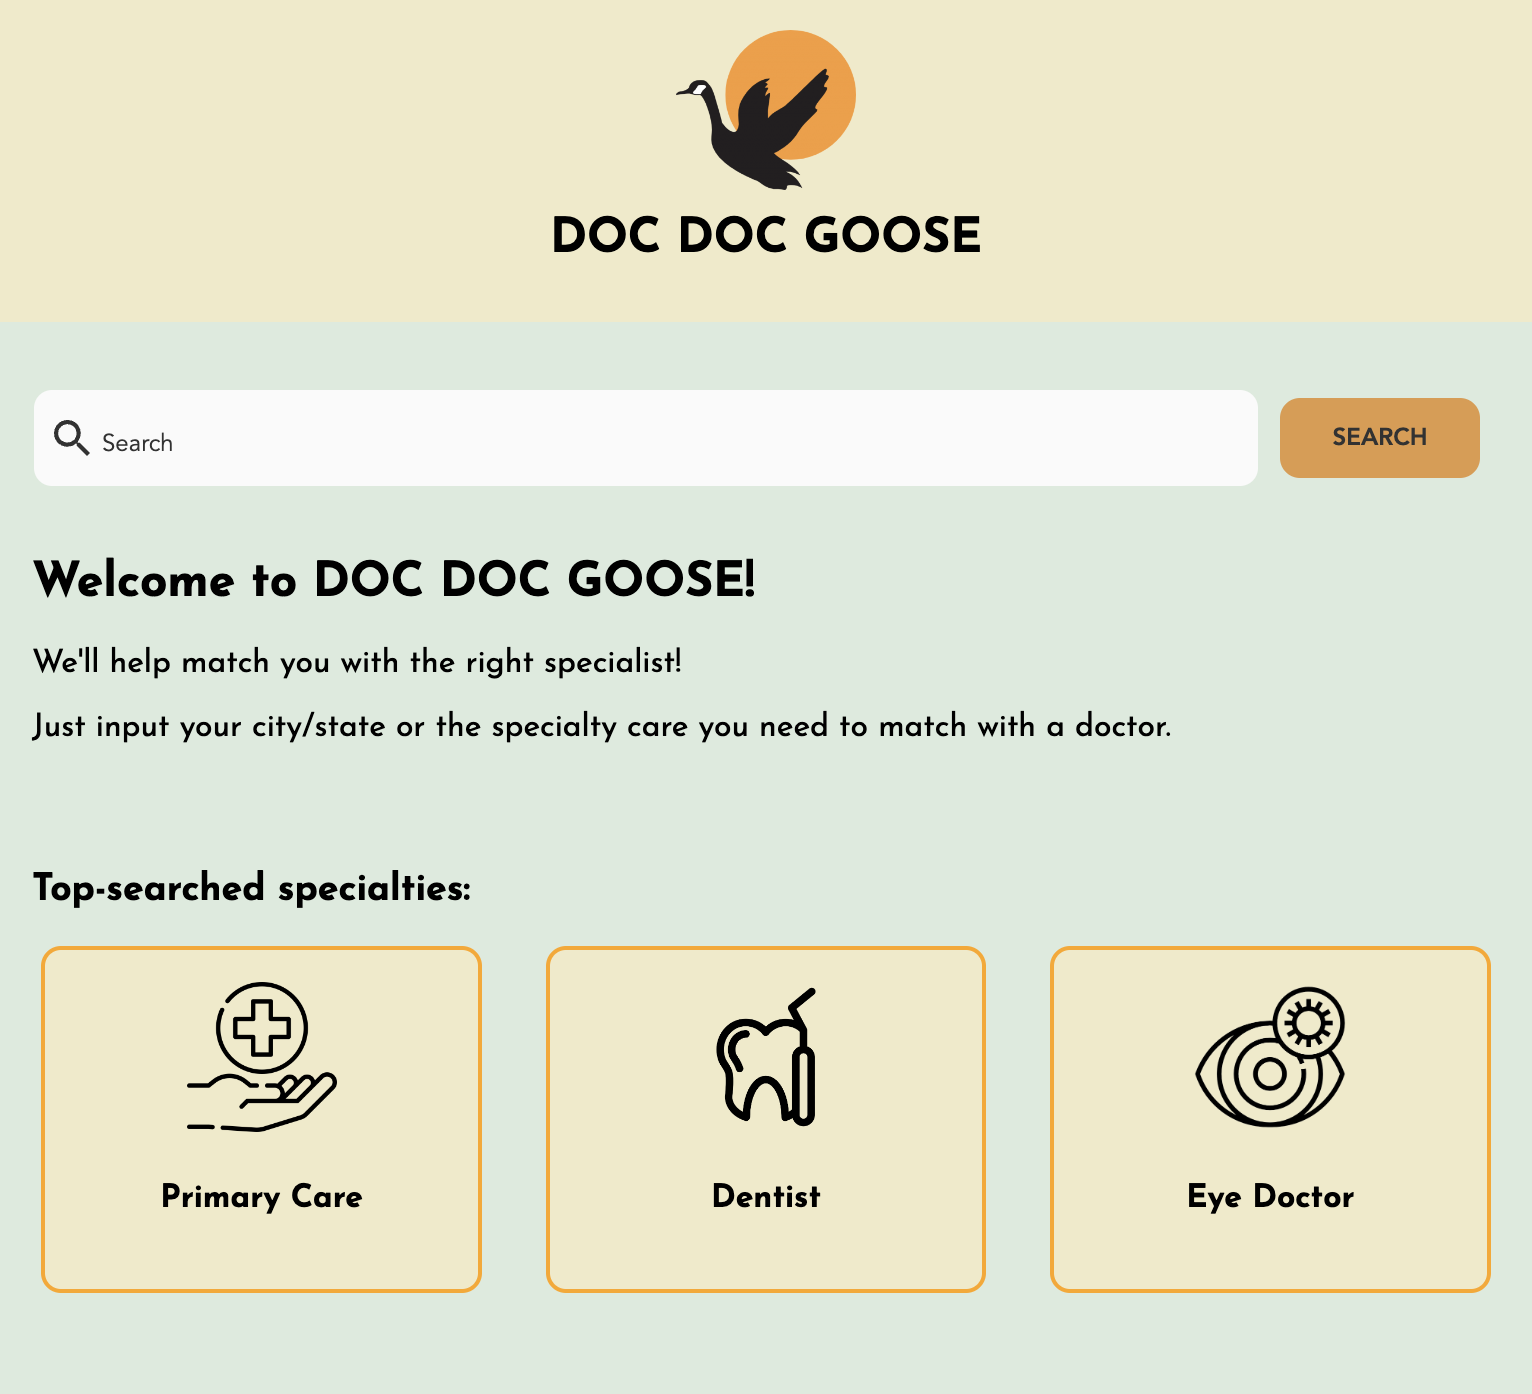 DOC DOC GOOSE
Search
SEARCH
Welcome to DOC DOC GOOSE!
We'll help match you with the right specialist!
Just input your city/state or the specialty care you need to match with a doctor.
Top-searched specialties:
Primary Care
Dentist
Eye Doctor